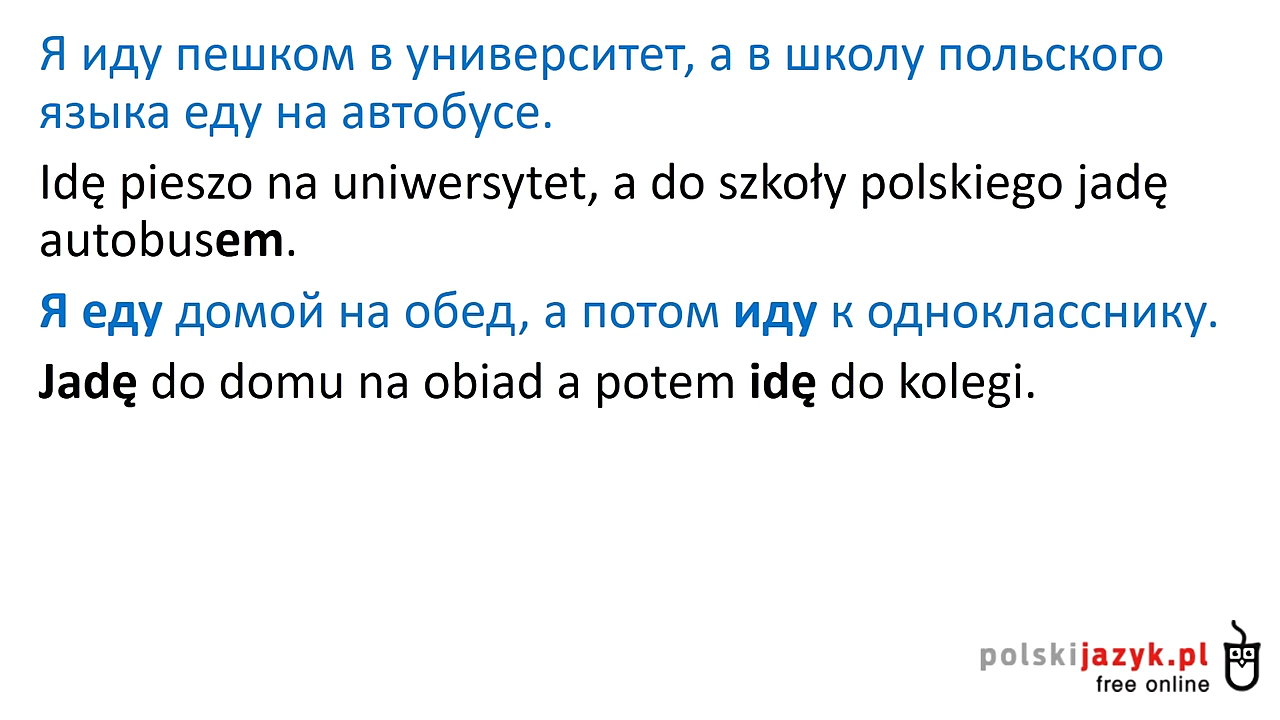 Я иду пешком в университет, а в школу польского
языка еду на автобусе.
Idę pieszo na uniwersytet, a do szkoły polskiego jadę
autobusem.
Я еду домой на обед, а потом иду к однокласснику.
Jadę do domu na obiad a potem idę do kolegi.
polskijazyk.pl
free online